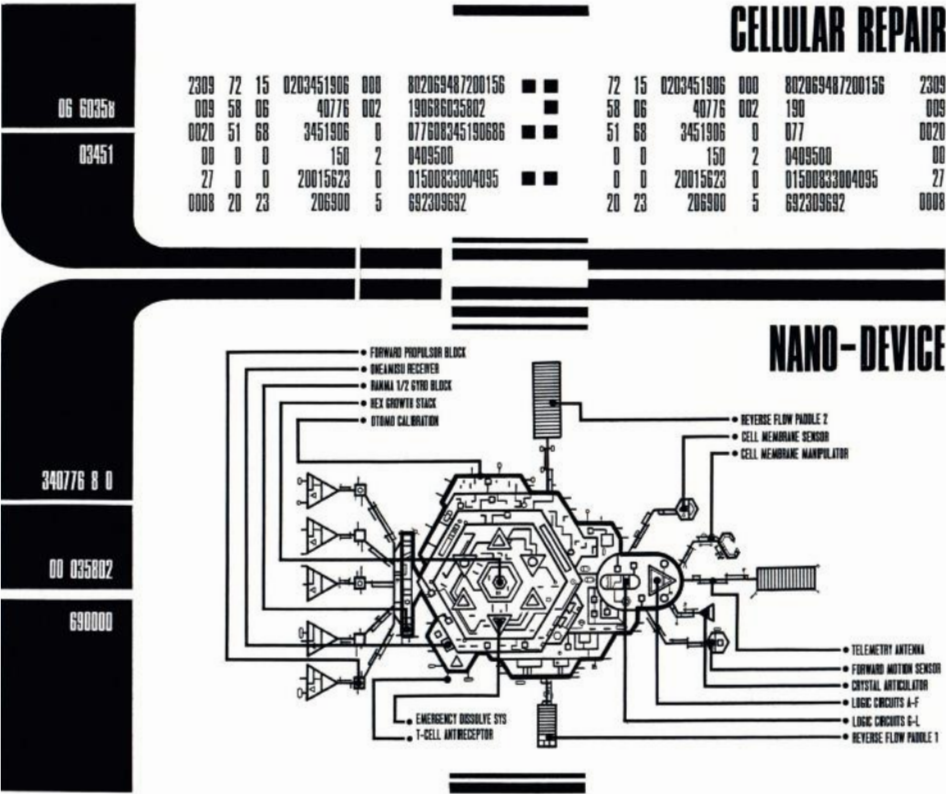 CELLULAR REPAIR
06 60358
03451
2309 72 15 0203451906 000 802069487200156 72 15 0203451906 000 802069487200156 2309
009 58 06 40776 002 190686035802 58 06 40776 002 190 009
0020 51 68 3451906 0 077608345190686 51 68 3451906 0 077 0020
00 0 0 150 2 0409500 0 0 150 2 0409500 00
27 0 0 20015623 0 01500833004095 0 0 20015623 0 01500833004095 27
0008 20 23 206900 5 692309692 20 23 206900 5 692309692 0008
NANO-DEVICE
340776 8 0
00 035802
690000
FORWARD PROPULSOR BLOCK
ONEAMISU RECEIVER
RANMA 1/2 GYRO BLOCK
HEX GROWTH STACK
OTOMO CALIBRATION
REVERSE FLOW PADDLE 2
CELL MEMBRANE SENSOR
CELL MEMBRANE MANIPULATOR
TELEMETRY ANTENNA
FORWARD MOTION SENSOR
CRYSTAL ARTICULATOR
LOGIC CIRCUITS A-F
LOGIC CIRCUITS G-L
REVERSE FLOW PADDLE 1
EMERGENCY DISSOLVE SYS
T-CELL ANTIRECEPTOR